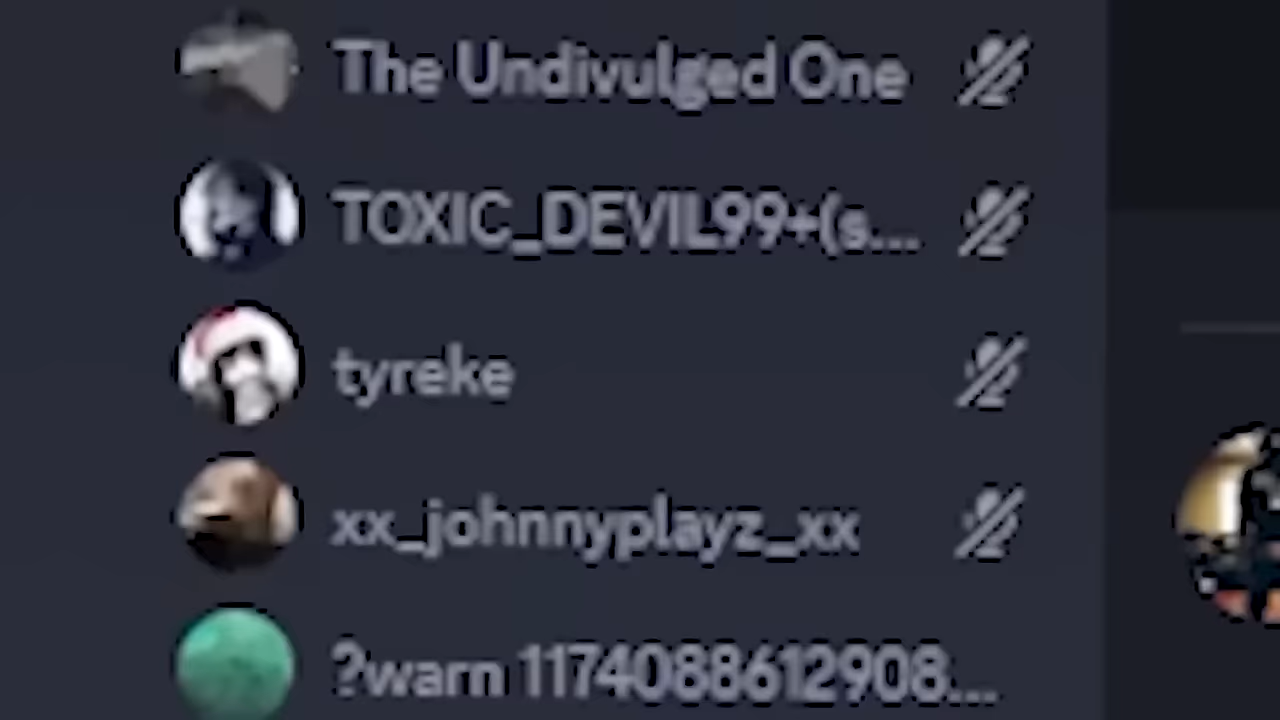 The Undivulged One
TOXIC_DEVIL99+(s...
tyreke
xx_johnnyplayz_xx
?warn 1174088612908...